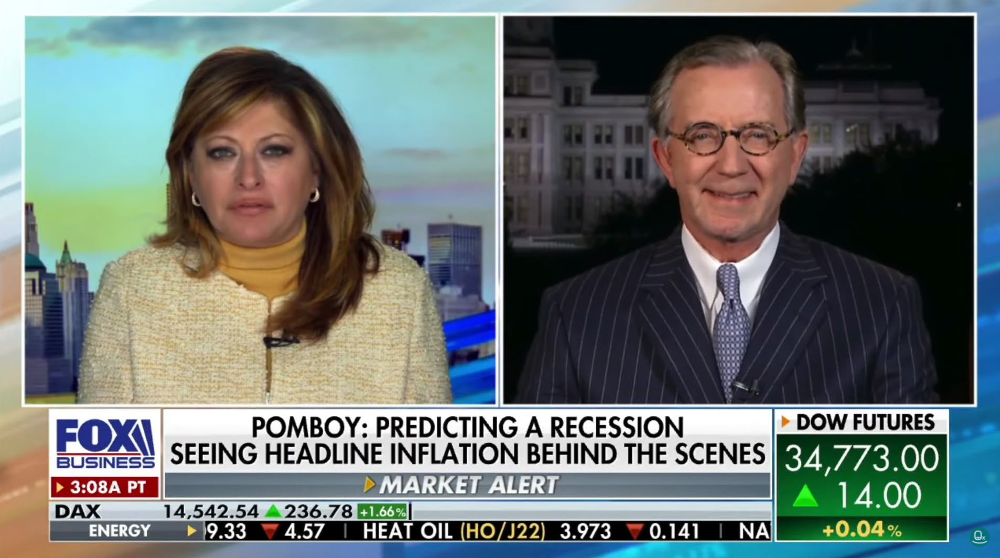 POMBOY: PREDICTING A RECESSION
SEEING HEADLINE INFLATION BEHIND THE SCENES
MARKET ALERT
FOX
BUSINESS
3:08A PT
DOW FUTURES
34,773.00
14.00
+0.04%
DAX 14,542.54 236.78 +1.66%
ENERGY 9.33 4.57 HEAT OIL (HO/J22) 3.973 0.141 NA